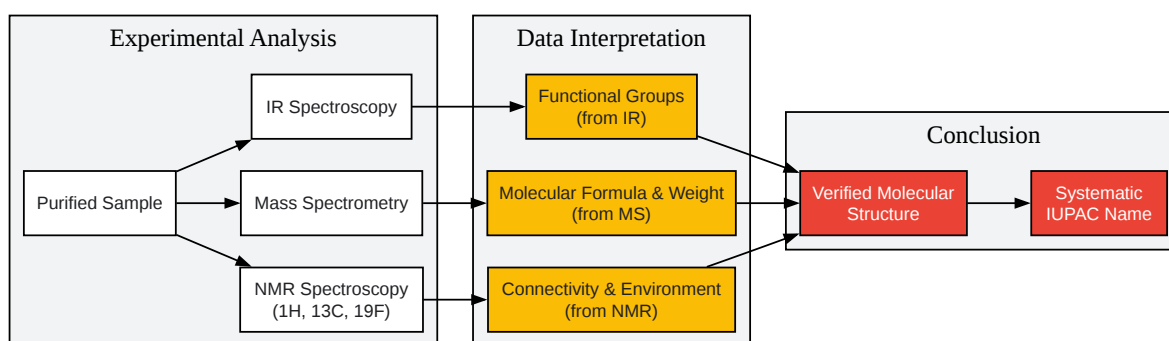 Experimental Analysis
Data Interpretation
Conclusion
Purified Sample
IR Spectroscopy
Mass Spectrometry
NMR Spectroscopy
(1H, 13C, 19F)
Functional Groups
(from IR)
Molecular Formula & Weight
(from MS)
Connectivity & Environment
(from NMR)
Verified Molecular
Structure
Systematic
IUPAC Name